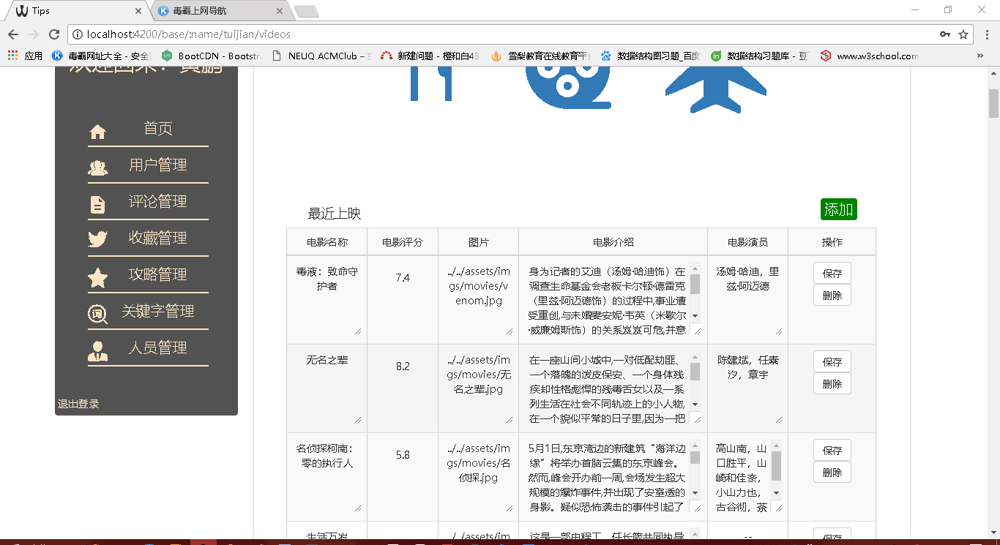 Tips
毒霸上网导航
localhost:4200/base/:name/tuijian/videos
应用
毒霸网址大全 - 安全
BootCDN - Bootstr
NEUQ ACMClub -
新建问题 - 橙和白43
雪梨教育在线教育平
数据结构图习题_百度
数据结构习题库 - 豆
www.w3school.com
»
欢迎回来：黄鹏
首页
用户管理
评论管理
收藏管理
攻略管理
词
关键字管理
人员管理
退出登录
最近上映
添加
电影名称 电影评分 图片 电影介绍 电影演员 操作
毒液：致命守
护者
7.4
../../assets/im
gs/movies/v
enom.jpg
身为记者的艾迪（汤姆·哈迪饰）在
调查生命基金会老板卡尔顿·德雷克
（里兹·阿迈德饰）的过程中,事业遭
受重创,与未婚妻安妮·韦英（米歇尔
·威廉姆斯饰）的关系岌岌可危,并意
汤姆·哈迪，里
兹·阿迈德
保存
删除
无名之辈
8.2
../../assets/im
gs/movies/无
名之辈.jpg
在一座山间小城中,一对低配劫匪、
一个落魄的泼皮保安、一个身体残
疾却性格彪悍的残毒舌女以及一系
列生活在社会不同轨迹上的小人物,
在一个貌似平常的日子里,因为一把
陈建斌，任素
汐，章宇
保存
删除
名侦探柯南：
零的执行人
5.8
../../assets/im
gs/movies/名
侦探.jpg
5月1日,东京湾边的新建筑“海洋边
缘”将举办首脑云集的东京峰会。
然而,峰会开办前一周,会场发生超大
规模的爆炸事件,并出现了安室透的
身影。疑似恐怖袭击的事件引起了
高山南，山
口胜平，山
崎和佳奈，
小山力也，
古谷彻，茶
保存
删除
生活万岁
../../assets/im
这是一部由程工、任长箴共同执导
--
保存